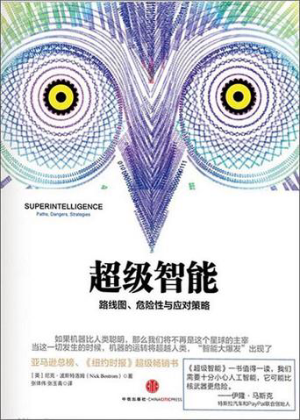 SUPERINTELLIGENCE
Paths, Dangers, Strategies
超级智能
路线图、危险性与应对策略
如果机器比人类聪明，那么我们将不再是这个星球的主宰
当这一切发生的时候，机器的运转将超越人类，“智能大爆发”出现了
亚马逊总榜、《纽约时报》超级畅销书
[英] 尼克·波斯特洛姆（Nick Bostrom）著
张体伟 张玉青 译
中信出版社·CHINACITICPRESS
《超级智能》一书值得一读，我们
需要十分小心人工智能，它可能比
核武器更危险。
——伊隆·马斯克
特斯拉汽车和PayPal联合创始人